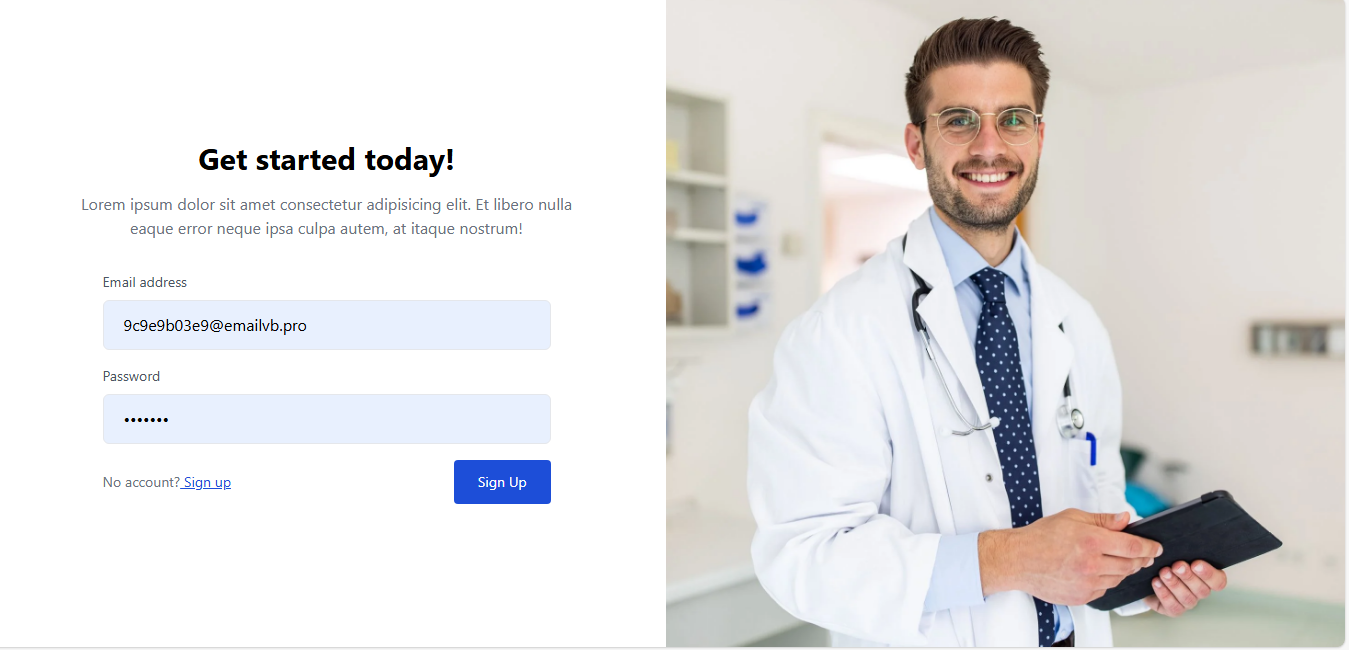 Get started today!
Lorem ipsum dolor sit amet consectetur adipisicing elit. Et libero nulla
eaque error neque ipsa culpa autem, at itaque nostrum!
Email address
9c9e9b03e9@emailvb.pro
Password
•••••••
No account? Sign up
Sign Up